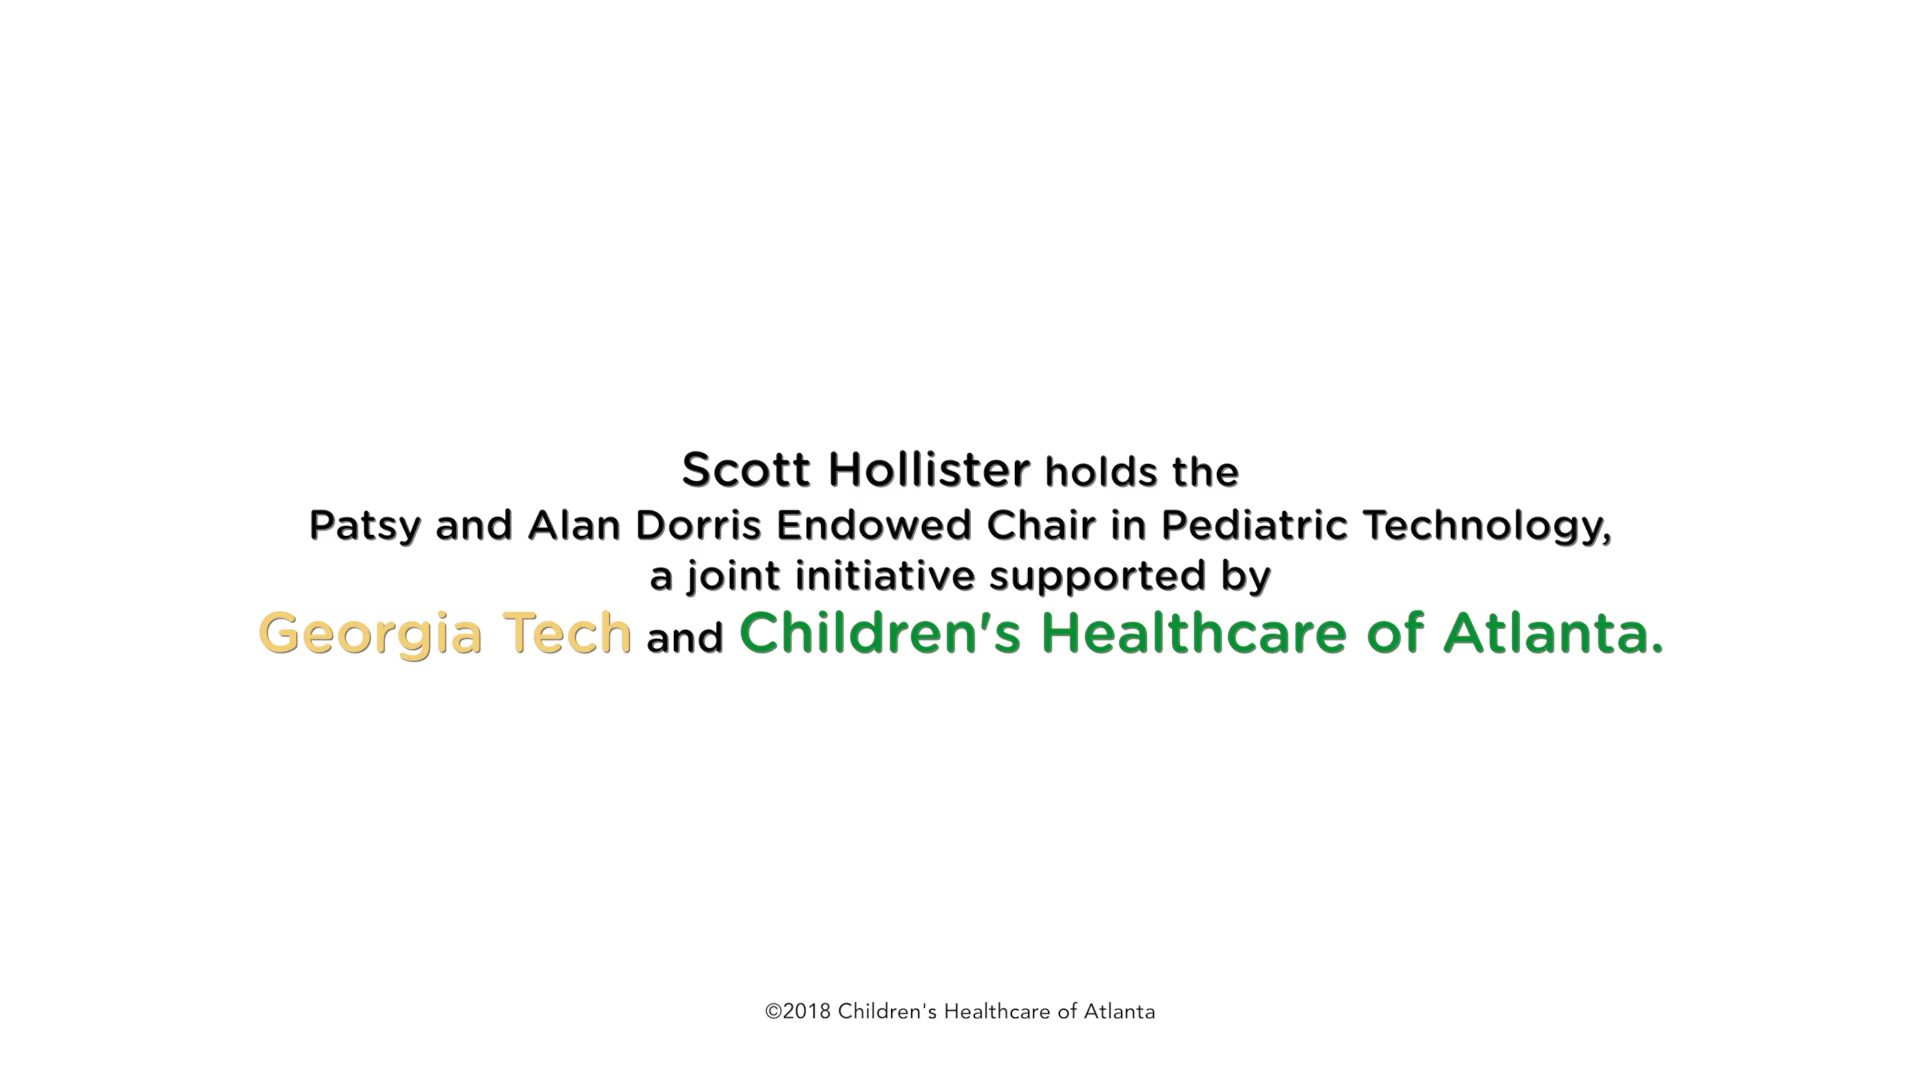 Scott Hollister holds the
Patsy and Alan Dorris Endowed Chair in Pediatric Technology,
a joint initiative supported by
Georgia Tech and Children's Healthcare of Atlanta.
©2018 Children's Healthcare of Atlanta